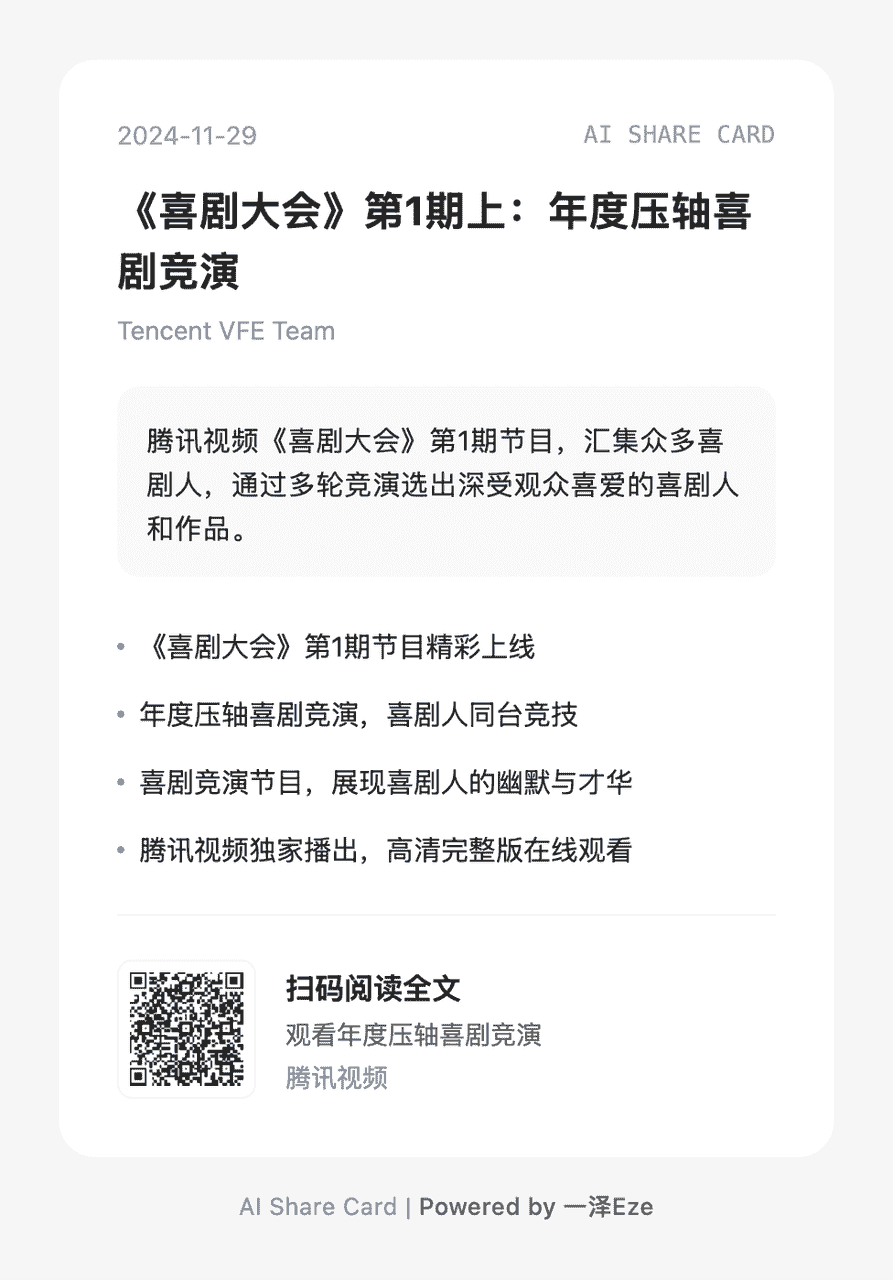 2024-11-29
AI SHARE CARD
《喜剧大会》第1期上：年度压轴喜
剧竞演
Tencent VFE Team
腾讯视频《喜剧大会》第1期节目，汇集众多喜
剧人，通过多轮竞演选出深受观众喜爱的喜剧人
和作品。
• 《喜剧大会》第1期节目精彩上线
• 年度压轴喜剧竞演，喜剧人同台竞技
• 喜剧竞演节目，展现喜剧人的幽默与才华
• 腾讯视频独家播出，高清完整版在线观看
扫码阅读全文
观看年度压轴喜剧竞演
腾讯视频
AI Share Card | Powered by 一泽Eze